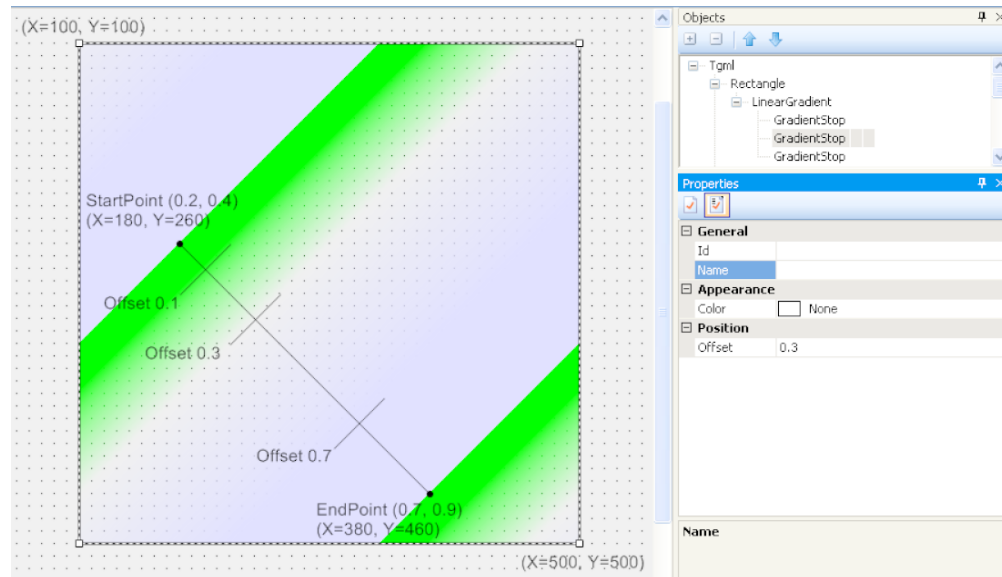 (X=100, Y=100)
StartPoint (0.2, 0.4)
(X=180, Y=260)
Offset 0.1
Offset 0.3
Offset 0.7
EndPoint (0.7, 0.9)
(X=380, Y=460)
(X=500, Y=500)
Objects
Tgml
Rectangle
LinearGradient
GradientStop
GradientStop
GradientStop
Properties
General
Id
Name
Appearance
Color None
Position
Offset 0.3
Name